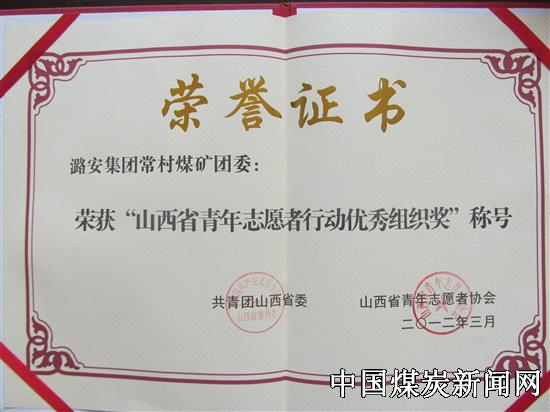 荣誉证书
潞安集团常村煤矿团委：
荣获“山西省青年志愿者行动优秀组织奖”称号
共青团山西省委 山西省青年志愿者协会
二〇一二年三月
中国煤炭新闻网